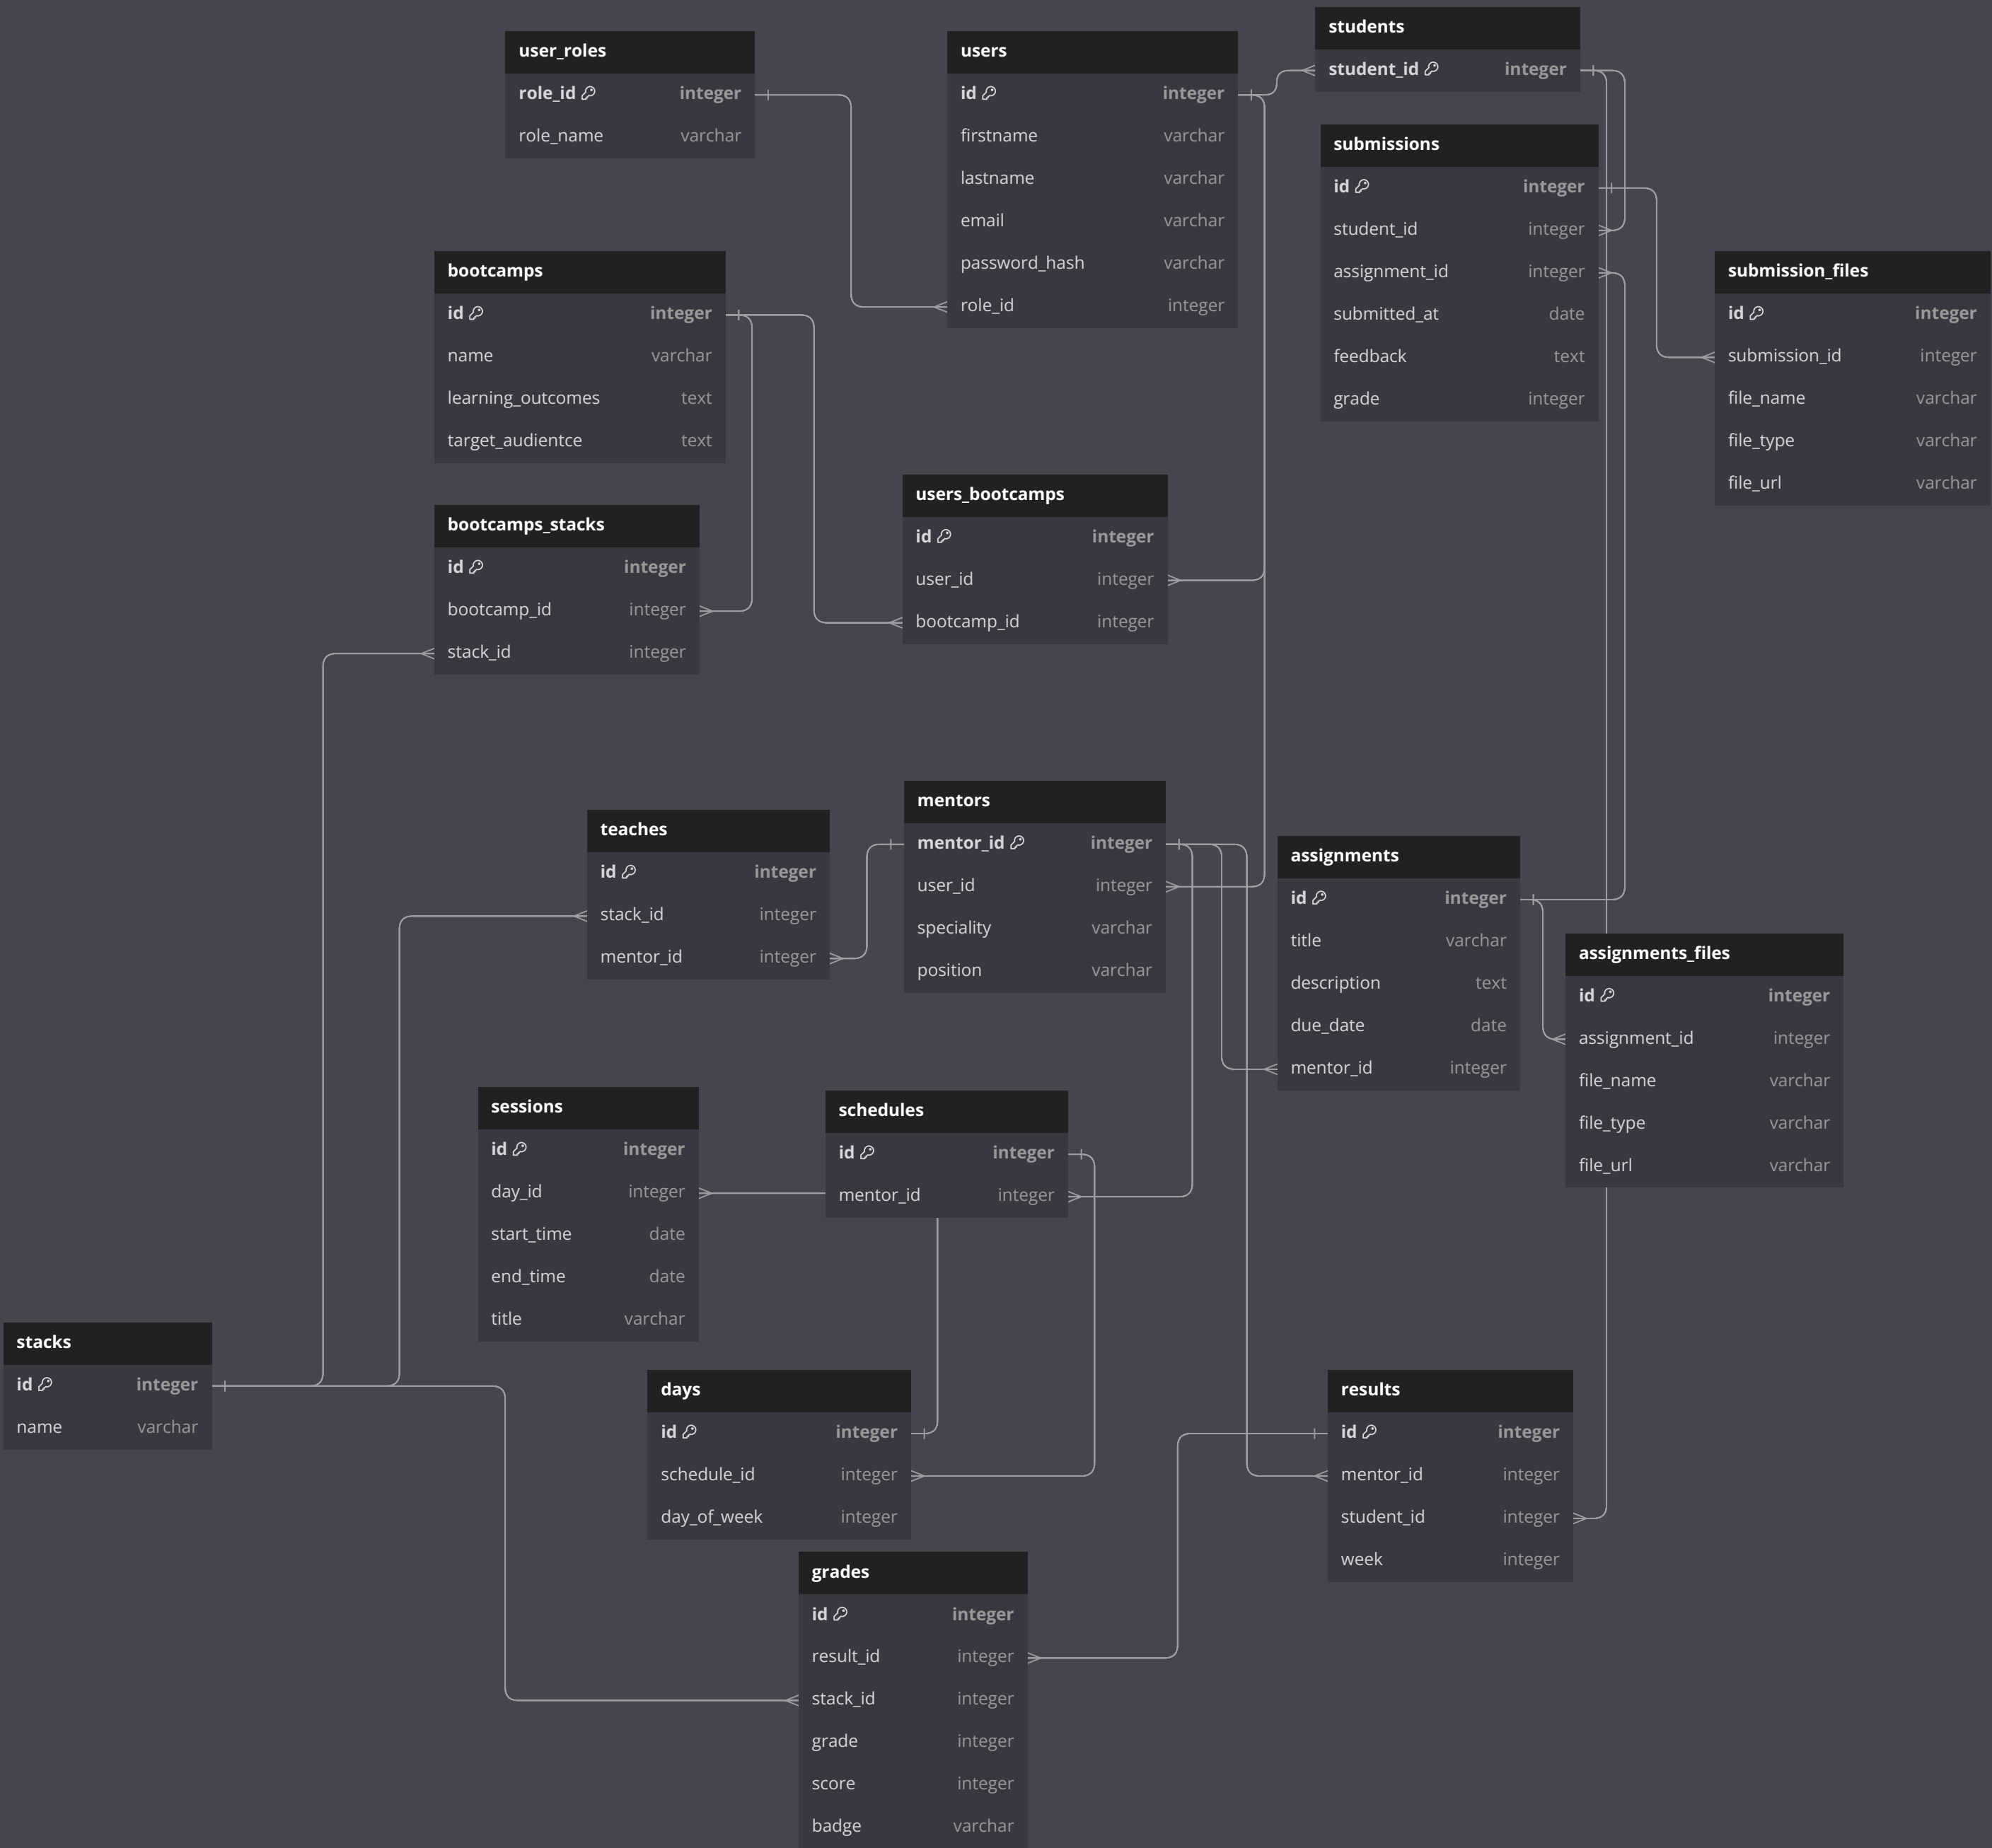 students
student_id integer
user_roles
role_id integer
role_name varchar
users
id integer
firstname varchar
lastname varchar
email varchar
password_hash varchar
role_id integer
submissions
id integer
student_id integer
assignment_id integer
submitted_at date
feedback text
grade integer
bootcamps
id integer
name varchar
learning_outcomes text
target_audientce text
submission_files
id integer
submission_id integer
file_name varchar
file_type varchar
file_url varchar
users_bootcamps
id integer
user_id integer
bootcamp_id integer
bootcamps_stacks
id integer
bootcamp_id integer
stack_id integer
mentors
mentor_id integer
user_id integer
speciality varchar
position varchar
teaches
id integer
stack_id integer
mentor_id integer
assignments
id integer
title varchar
description text
due_date date
mentor_id integer
assignments_files
id integer
assignment_id integer
file_name varchar
file_type varchar
file_url varchar
sessions
id integer
day_id integer
start_time date
end_time date
title varchar
schedules
id integer
mentor_id integer
stacks
id integer
name varchar
days
id integer
schedule_id integer
day_of_week integer
results
id integer
mentor_id integer
student_id integer
week integer
grades
id integer
result_id integer
stack_id integer
grade integer
score integer
badge varchar